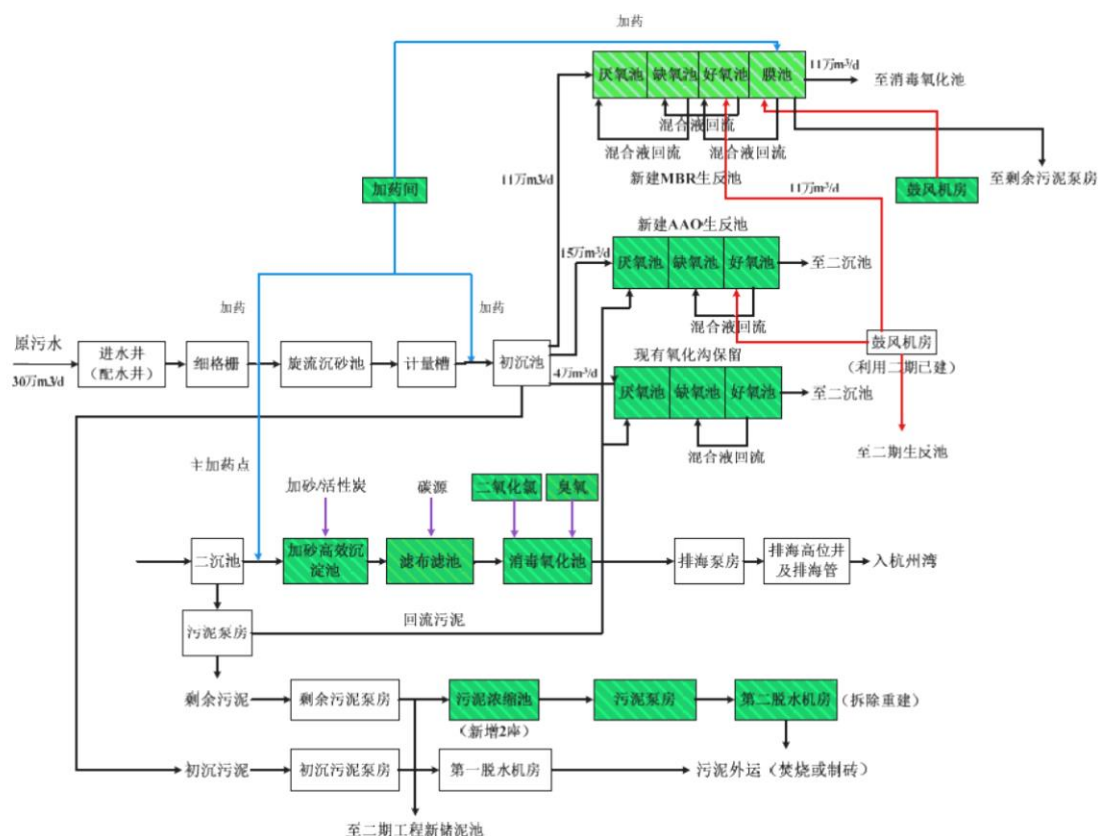 加药
厌氧池 缺氧池 好氧池 膜池
11万m³/d
至消毒氧化池
混合液回流
混合液回流 混合液回流
新建MBR生反池
至剩余污泥泵房
加药间
11万m3/d
11万m³/d
鼓风机房
新建AAO生反池
15万m³/d
厌氧池 缺氧池 好氧池
至二沉池
加药
加药
混合液回流
原污水
30万m3/d
进水井
（配水井）
细格栅
旋流沉砂池
计量槽
初沉池
鼓风机房
（利用二期已建）
现有氧化沟保留
4万m³/d
厌氧池 缺氧池 好氧池
至二沉池
混合液回流
至二期生反池
主加药点
加砂/活性炭
碳源
二氧化氯
臭氧
二沉池
加砂高效沉
淀池
滤布滤池
消毒氧化池
排海泵房
排海高位井
及排海管
入杭州湾
污泥泵房
回流污泥
剩余污泥
剩余污泥泵房
污泥浓缩池
（新增2座）
污泥泵房
第二脱水机房
（拆除重建）
初沉污泥
初沉污泥泵房
第一脱水机房
污泥外运（焚烧或制砖）
至二期工程新储泥池